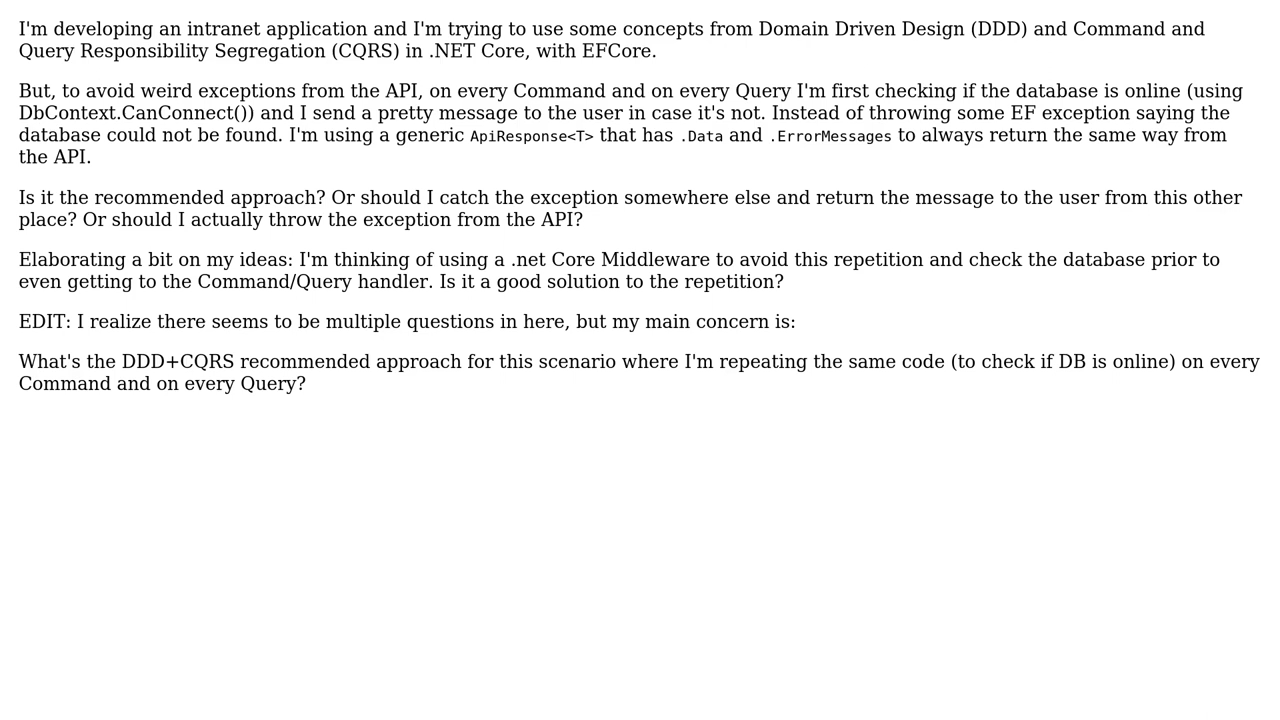 I'm developing an intranet application and I'm trying to use some concepts from Domain Driven Design (DDD) and Command and
Query Responsibility Segregation (CQRS) in .NET Core, with EFCore.
But, to avoid weird exceptions from the API, on every Command and on every Query I'm first checking if the database is online (using
DbContext.CanConnect()) and I send a pretty message to the user in case it's not. Instead of throwing some EF exception saying the
database could not be found. I'm using a generic ApiResponse<T> that has .Data and .ErrorMessages to always return the same way from
the API.
Is it the recommended approach? Or should I catch the exception somewhere else and return the message to the user from this other
place? Or should I actually throw the exception from the API?
Elaborating a bit on my ideas: I'm thinking of using a .net Core Middleware to avoid this repetition and check the database prior to
even getting to the Command/Query handler. Is it a good solution to the repetition?
EDIT: I realize there seems to be multiple questions in here, but my main concern is:
What's the DDD+CQRS recommended approach for this scenario where I'm repeating the same code (to check if DB is online) on every
Command and on every Query?